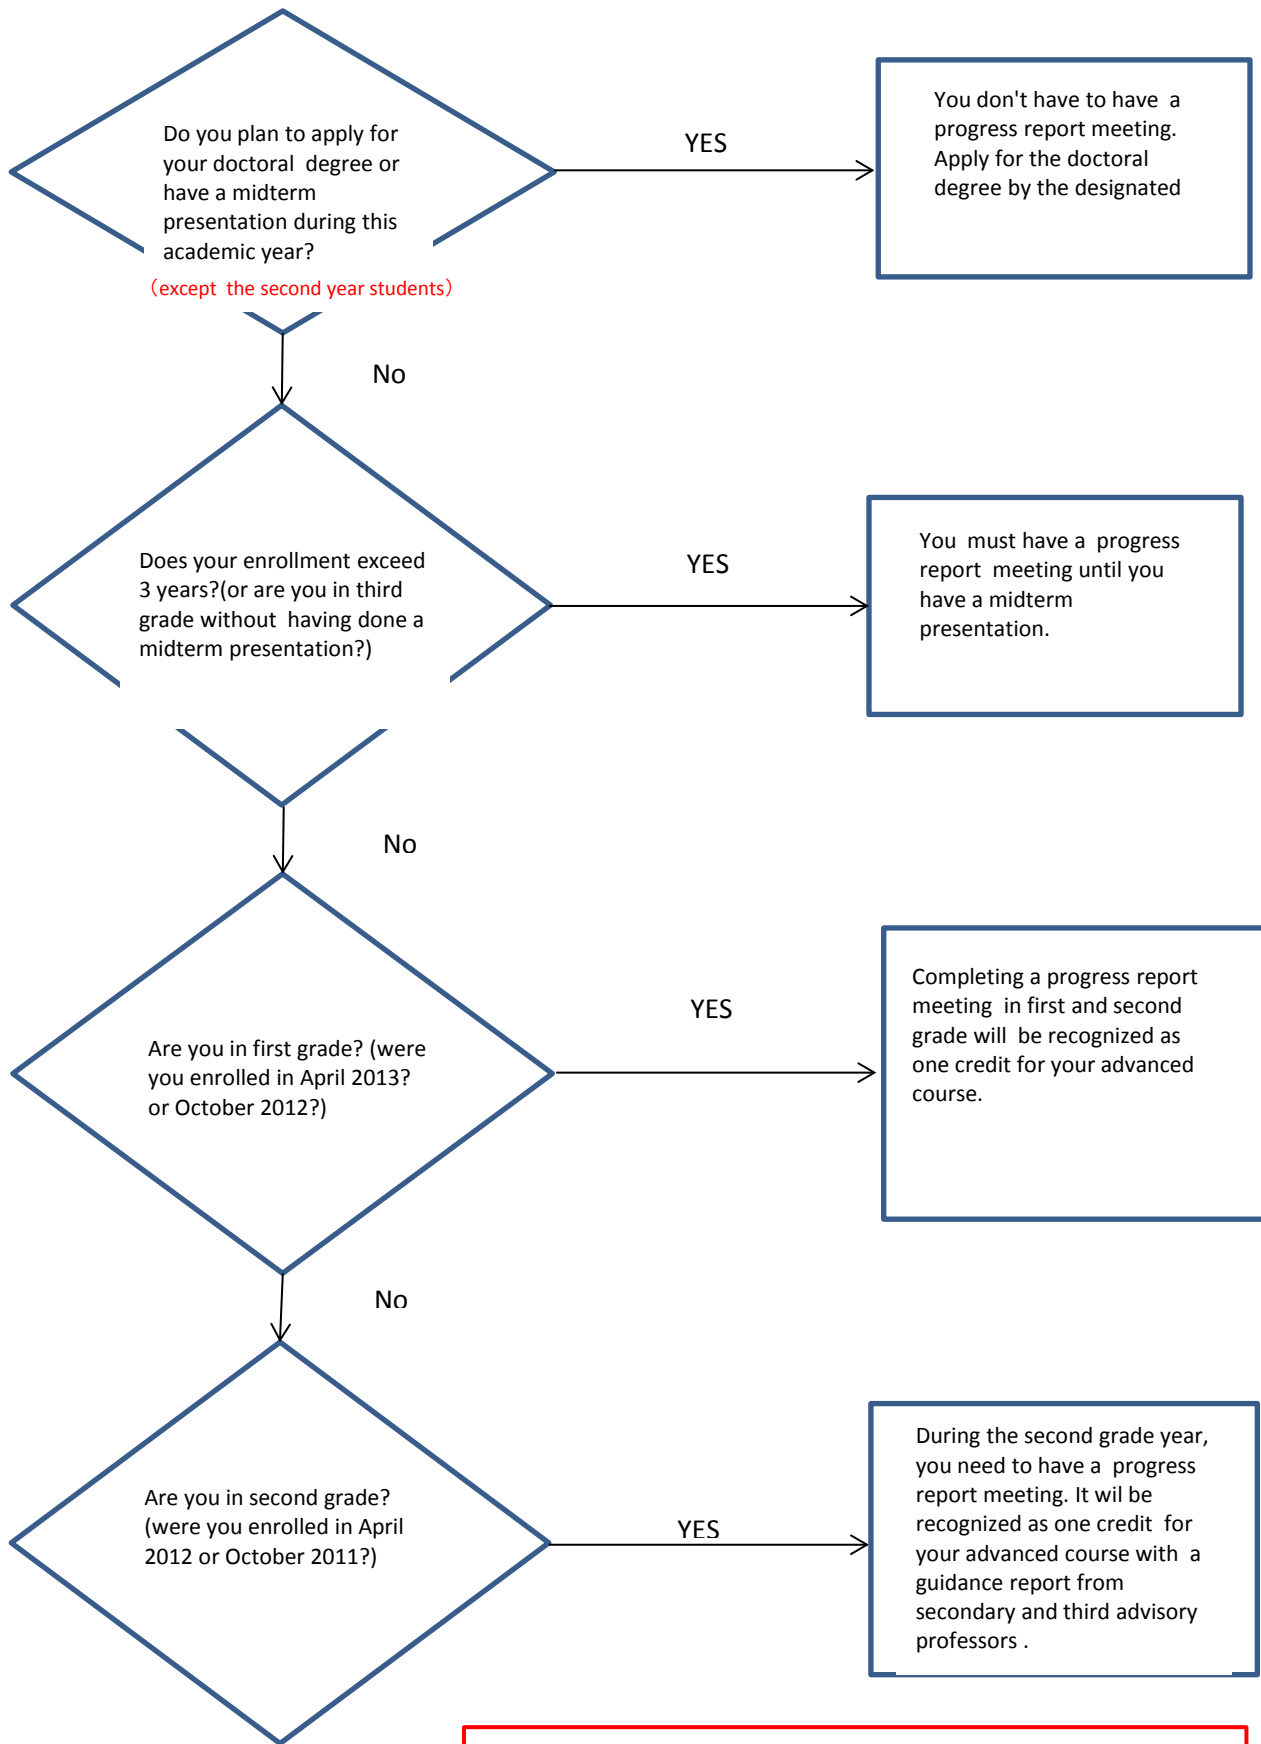 Do you plan to apply for
your doctoral degree or
have a midterm
presentation during this
academic year?
（except the second year students）
YES
You don't have to have a
progress report meeting.
Apply for the doctoral
degree by the designated
No
Does your enrollment exceed
3 years?(or are you in third
grade without having done a
midterm presentation?)
YES
You must have a progress
report meeting until you
have a midterm
presentation.
No
Are you in first grade? (were
you enrolled in April 2013?
or October 2012?)
YES
Completing a progress report
meeting in first and second
grade will be recognized as
one credit for your advanced
course.
No
Are you in second grade?
(were you enrolled in April
2012 or October 2011?)
YES
During the second grade year,
you need to have a progress
report meeting. It wil be
recognized as one credit for
your advanced course with a
guidance report from
secondary and third advisory
professors .